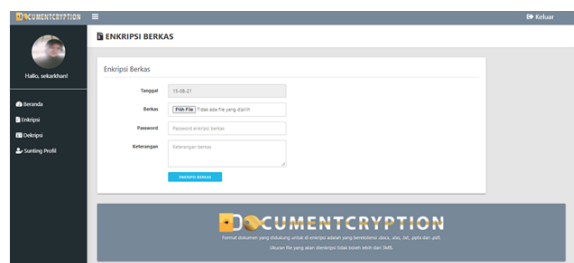 DOCUMENTCRYPTION
Keluar
ENKRIPSI BERKAS
Hallo, sekarkhan!
Beranda
Enkripsi
Dekripsi
Sunting Profil
Enkripsi Berkas
Tanggal 15-08-21
Berkas Pilih File Tidak ada file yang dipilih
Password Password enkripsi berkas
Keterangan Keterangan berkas
ENKRIPSI BERKAS
DOCUMENTCRYPTION
Format dokumen yang didukung untuk di enkripsi adalah yang berekstensi docx, xlsx, txt, pptx dan pdf.
Ukuran file yang akan dienkripsi tidak boleh lebih dari 3MB.